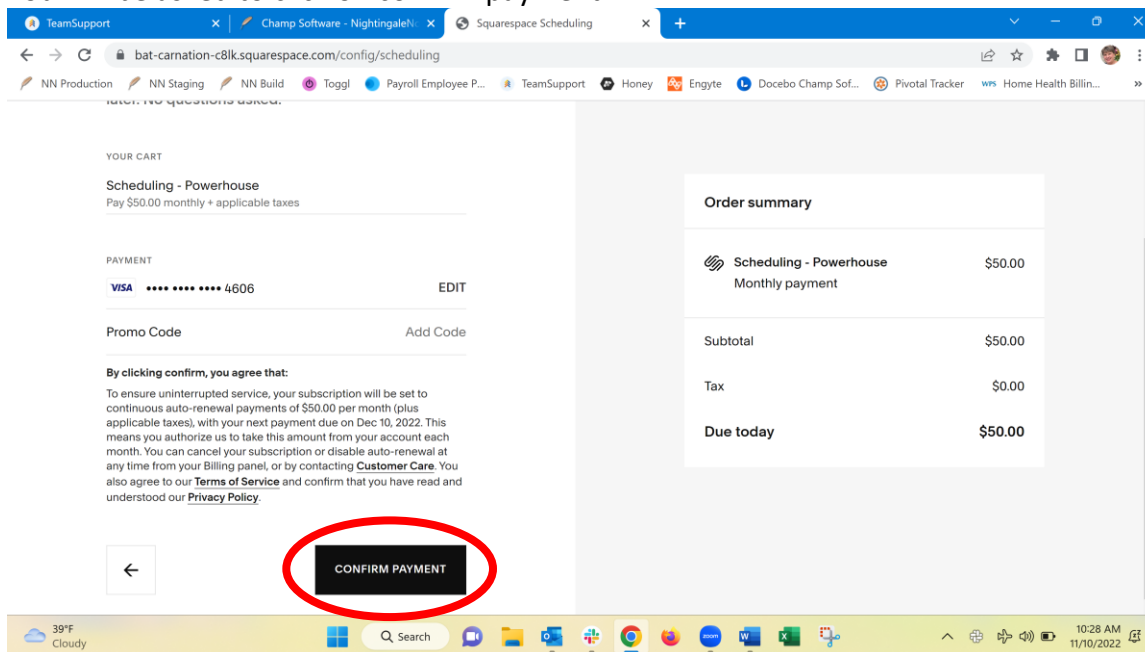 TeamSupport
Champ Software - NightingaleNo
Squarespace Scheduling
bat-carnation-c8lk.squarespace.com/config/scheduling
NN Production NN Staging NN Build Toggl Payroll Employee P... TeamSupport Honey Engyte Docebo Champ Sof... Pivotal Tracker WPS Home Health Billin... »
later. No questions asked.
YOUR CART
Scheduling - Powerhouse
Pay $50.00 monthly + applicable taxes
PAYMENT
VISA •••• •••• •••• 4606 EDIT
Promo Code Add Code
By clicking confirm, you agree that:
To ensure uninterrupted service, your subscription will be set to
continuous auto-renewal payments of $50.00 per month (plus
applicable taxes), with your next payment due on Dec 10, 2022. This
means you authorize us to take this amount from your account each
month. You can cancel your subscription or disable auto-renewal at
any time from your Billing panel, or by contacting Customer Care. You
also agree to our Terms of Service and confirm that you have read and
understood our Privacy Policy.
CONFIRM PAYMENT
Order summary
Scheduling - Powerhouse $50.00
Monthly payment
Subtotal $50.00
Tax $0.00
Due today $50.00
39°F
Cloudy
Search
zoom
10:28 AM
11/10/2022